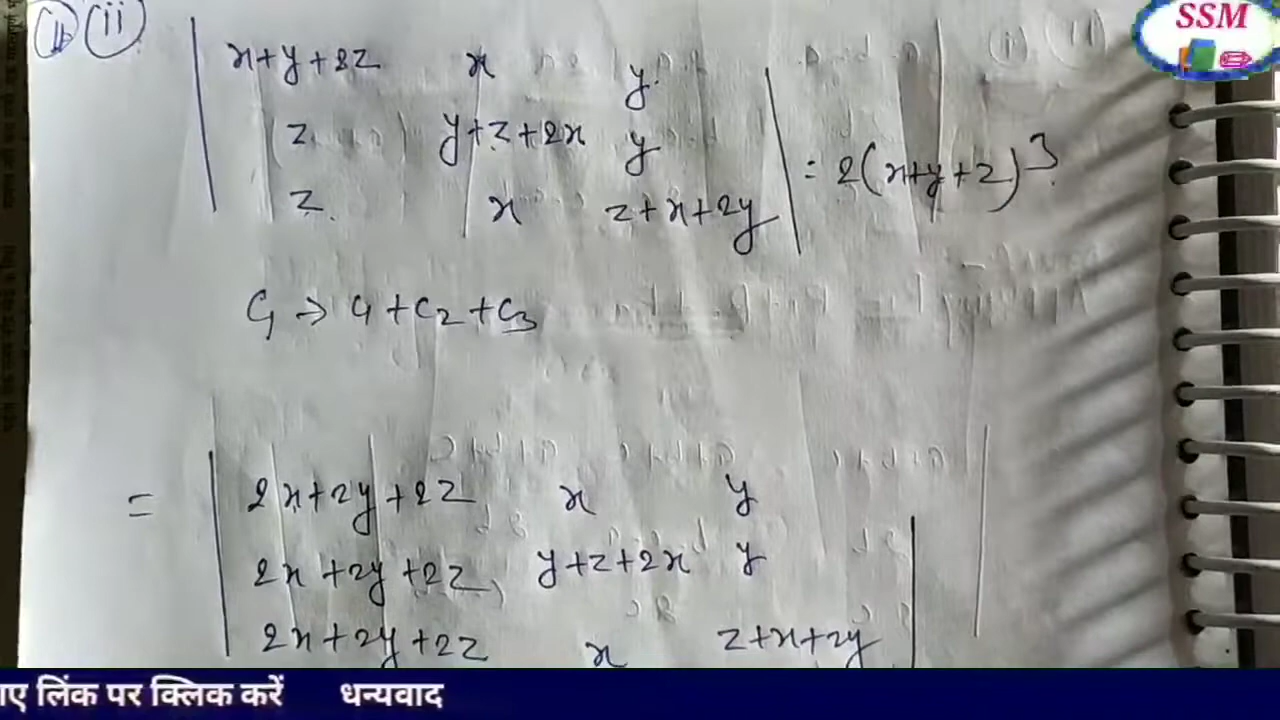 11 ii
x+y+2z x y
z y+z+2x y = 2(x+y+z)^3
z x z+x+2y
C1 → C1+C2+C3
= 2x+2y+2z x y
2x+2y+2z y+z+2x y
2x+2y+2z x z+x+2y
SSM
लिंक पर क्लिक करें धन्यवाद